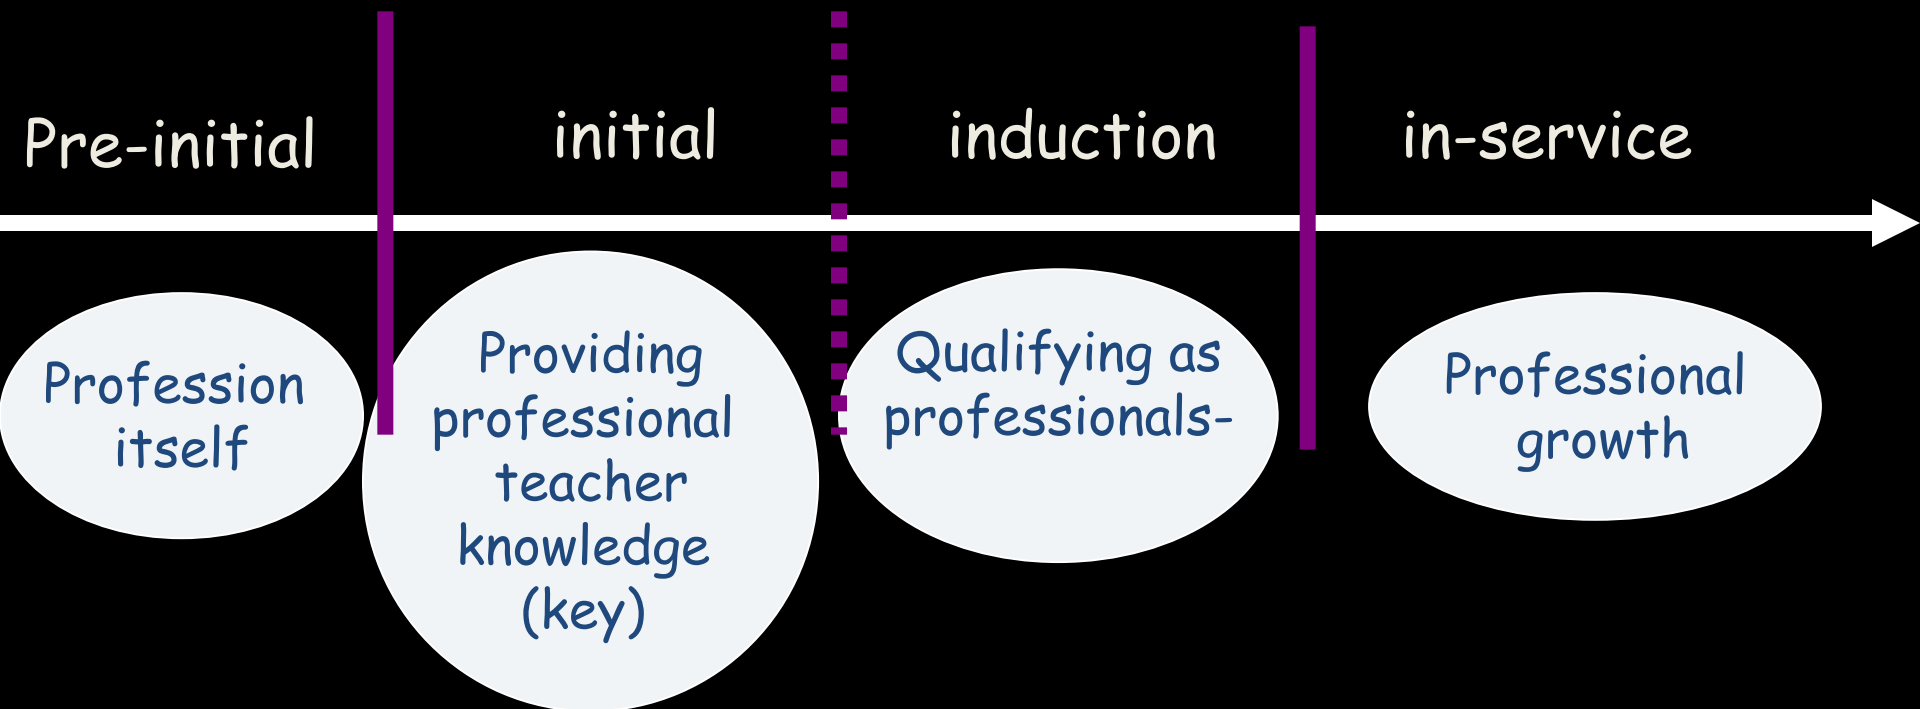 Pre-initial
initial
induction
in-service
Profession
itself
Providing
professional
teacher
knowledge
(key)
Qualifying as
professionals-
Professional
growth